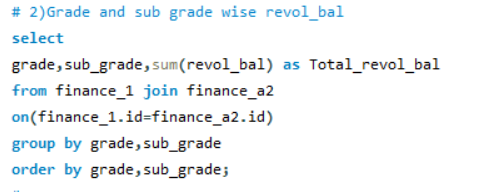 # 2)Grade and sub grade wise revol_bal
select
grade,sub_grade,sum(revol_bal) as Total_revol_bal
from finance_1 join finance_a2
on(finance_1.id=finance_a2.id)
group by grade,sub_grade
order by grade,sub_grade;